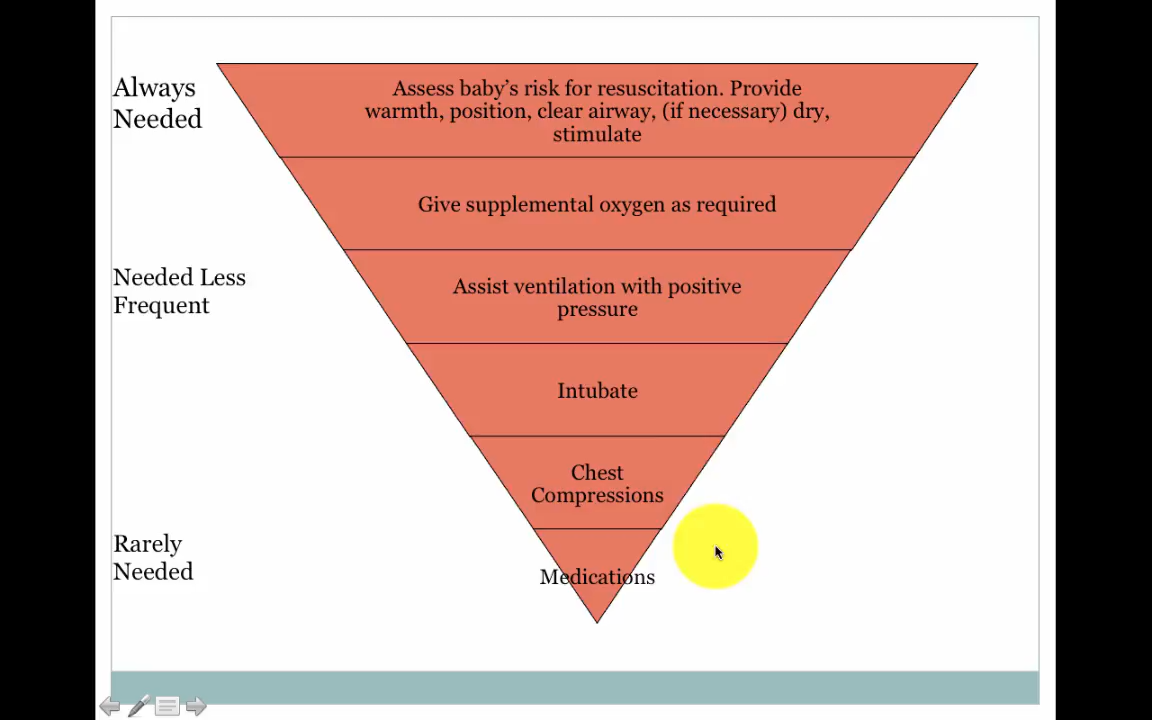 Always
Needed
Assess baby’s risk for resuscitation. Provide
warmth, position, clear airway, (if necessary) dry,
stimulate
Give supplemental oxygen as required
Needed Less
Frequent
Assist ventilation with positive
pressure
Intubate
Chest
Compressions
Rarely
Needed
Medications